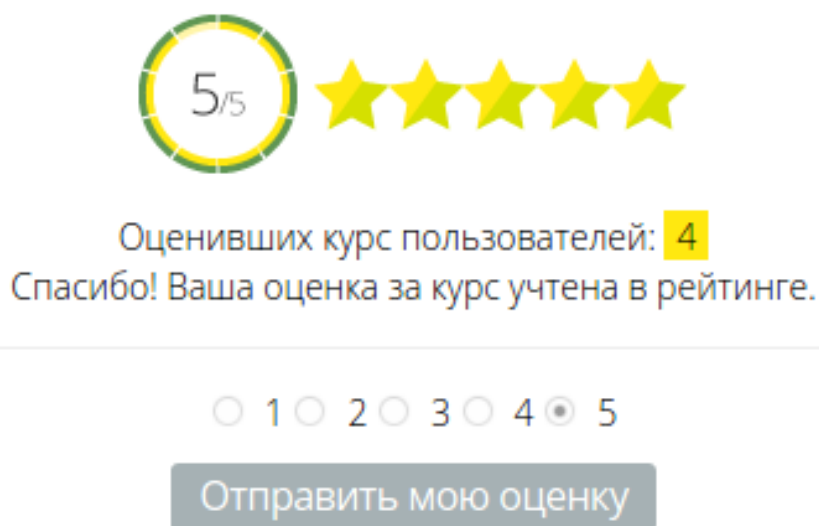 5/5
Оценивших курс пользователей: 4
Спасибо! Ваша оценка за курс учтена в рейтинге.
1 2 3 4 5
Отправить мою оценку